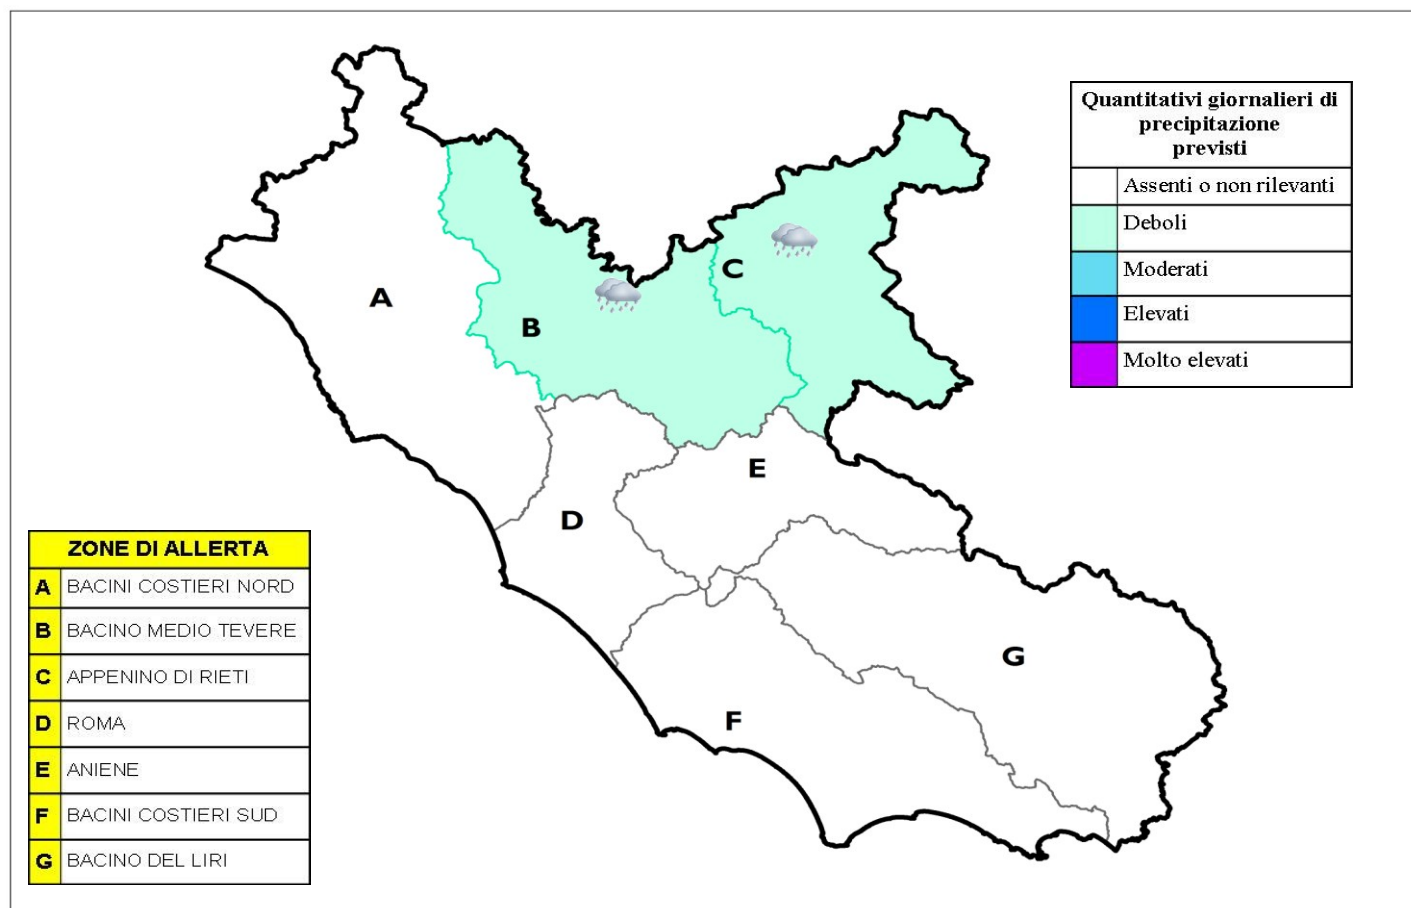 Quantitativi giornalieri di
precipitazione
previsti
Assenti o non rilevanti
Deboli
Moderati
Elevati
Molto elevati
A
B
C
D
E
F
G
ZONE DI ALLERTA
A BACINI COSTIERI NORD
B BACINO MEDIO TEVERE
C APPENINO DI RIETI
D ROMA
E ANIENE
F BACINI COSTIERI SUD
G BACINO DEL LIRI